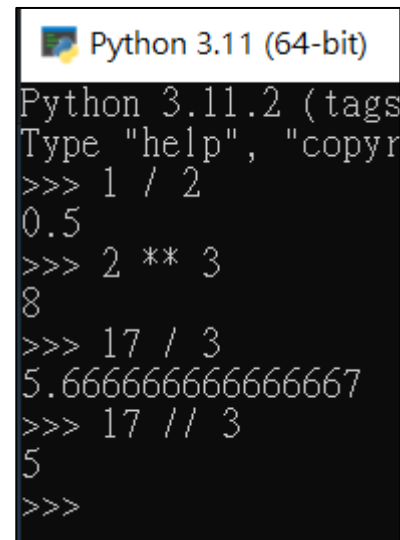 Python 3.11 (64-bit)
Python 3.11.2 (tags
Type "help", "copyr
>>> 1 / 2
0.5
>>> 2 ** 3
8
>>> 17 / 3
5.666666666666667
>>> 17 // 3
5
>>>